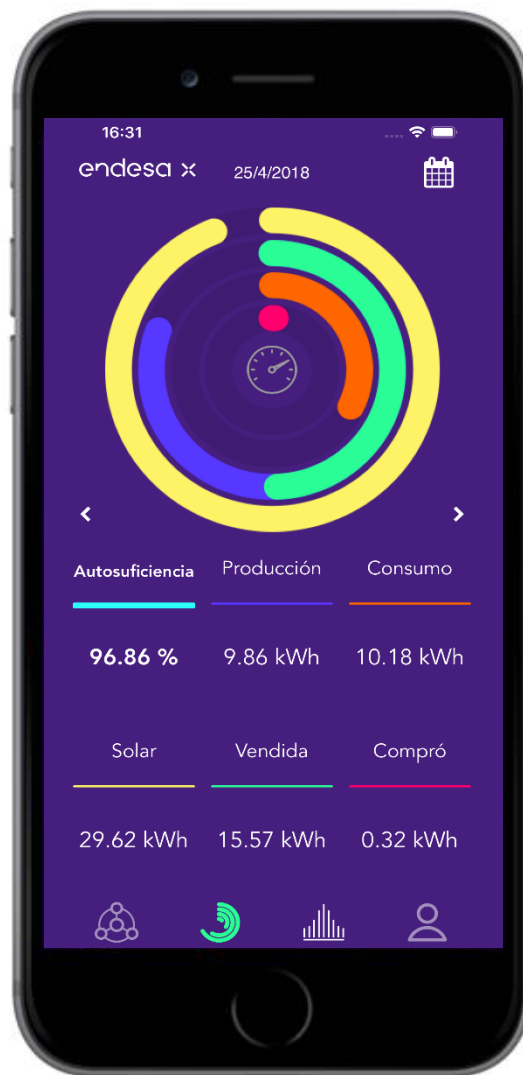 16:31
endesa x 25/4/2018
Autosuficiencia Producción Consumo
96.86 % 9.86 kWh 10.18 kWh
Solar Vendida Compró
29.62 kWh 15.57 kWh 0.32 kWh